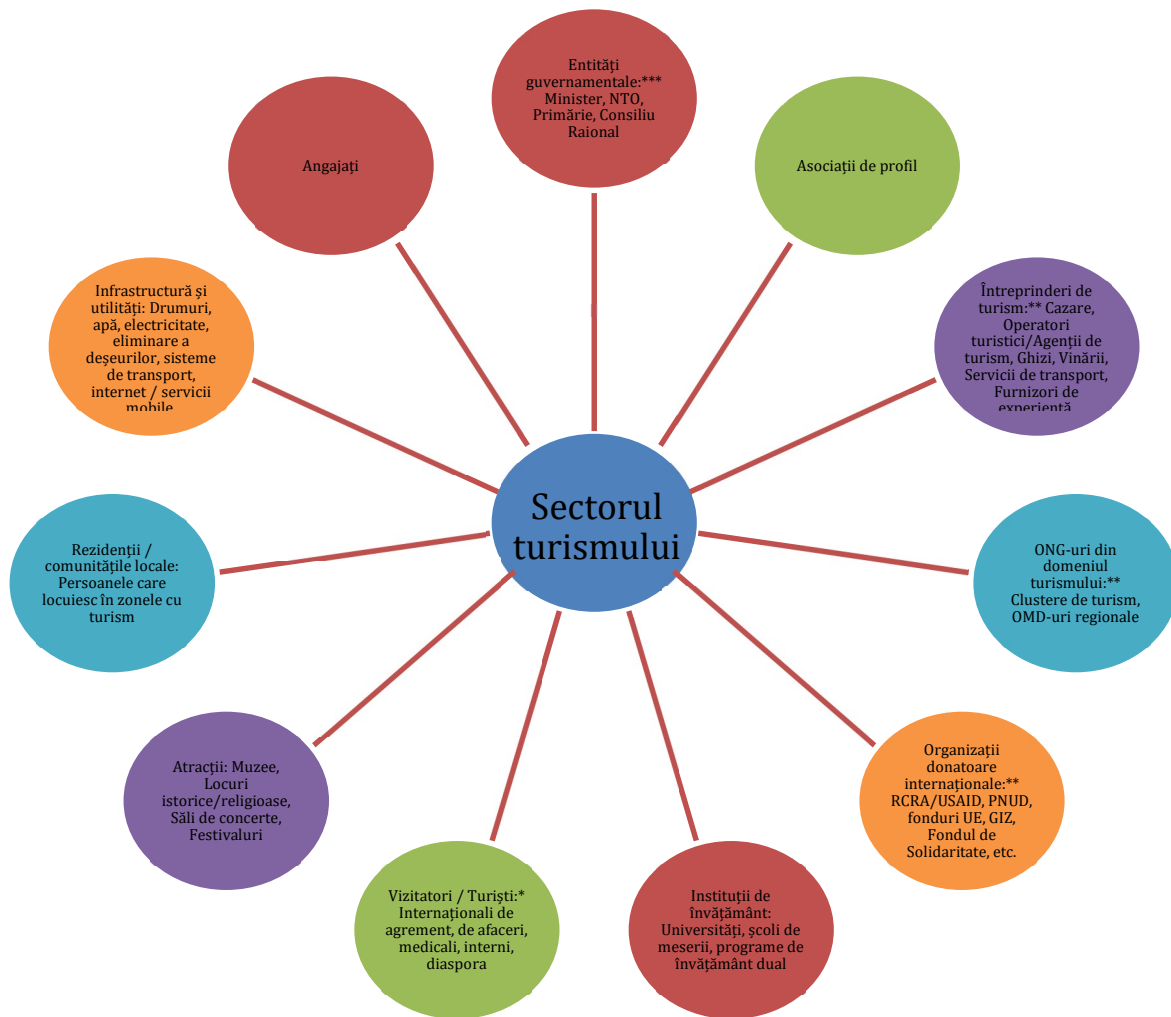 Entități
guvernamentale:***
Minister, NTO,
Primărie, Consiliu
Raional
Angajați
Asociații de profil
Infrastructură și
utilități: Drumuri,
apă, electricitate,
eliminare a
deșeurilor, sisteme
de transport,
internet / servicii
mobile
Întreprinderi de
turism:** Cazare,
Operatori
turistici/Agenții de
turism, Ghizi, Vinării,
Servicii de transport,
Furnizori de
experiență
Sectorul
turismului
Rezidenții /
comunitățile locale:
Persoanele care
locuiesc în zonele cu
turism
ONG-uri din
domeniul
turismului:**
Clustere de turism,
OMD-uri regionale
Atracții: Muzee,
Locuri
istorice/religioase,
Săli de concerte,
Festivaluri
Organizații
donatoare
internaționale:**
RCRA/USAID, PNUD,
fonduri UE, GIZ,
Fondul de
Solidaritate, etc.
Vizitatori / Turiști:*
Internaționali de
agrement, de afaceri,
medicali, interni,
diaspora
Instituții de
învățământ:
Universități, școli de
meserii, programe de
învățământ dual